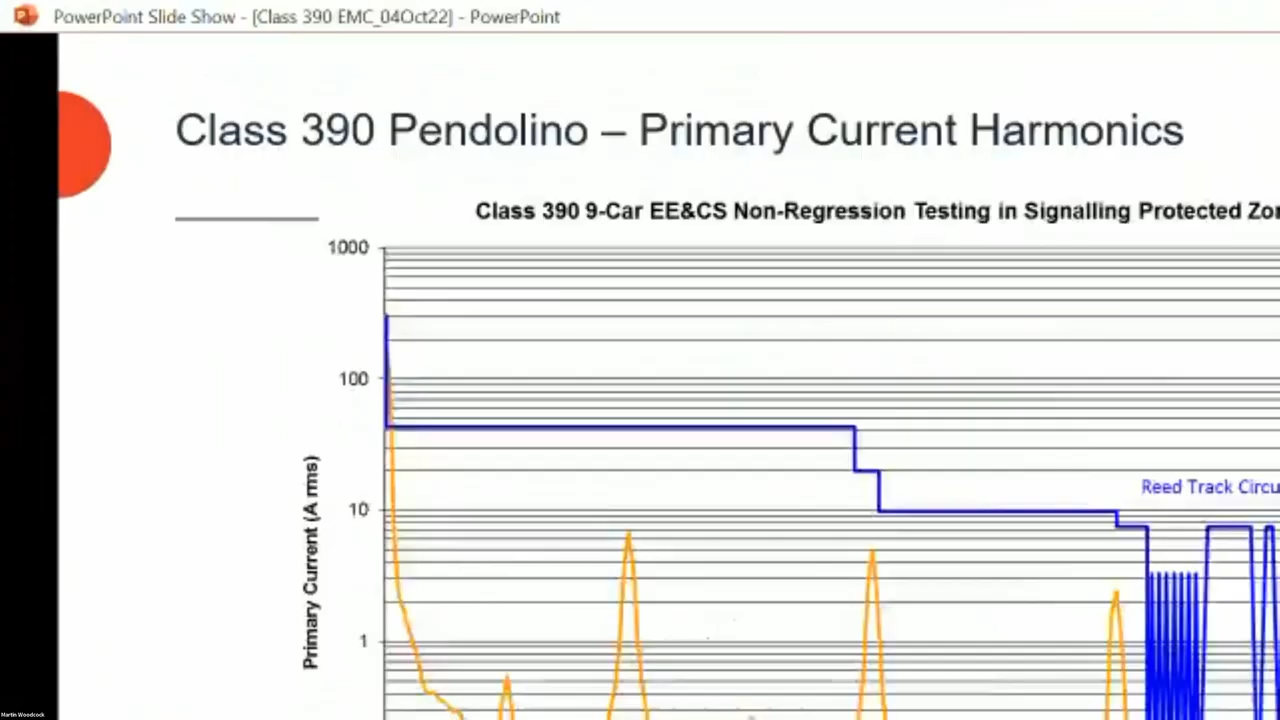 PowerPoint Slide Show - [Class 390 EMC_04Oct22] - PowerPoint
Class 390 Pendolino – Primary Current Harmonics
Class 390 9-Car EE&CS Non-Regression Testing in Signalling Protected Zon
1000
100
Reed Track Circu
10
Primary Current (A rms)
1
Martin Woodcock